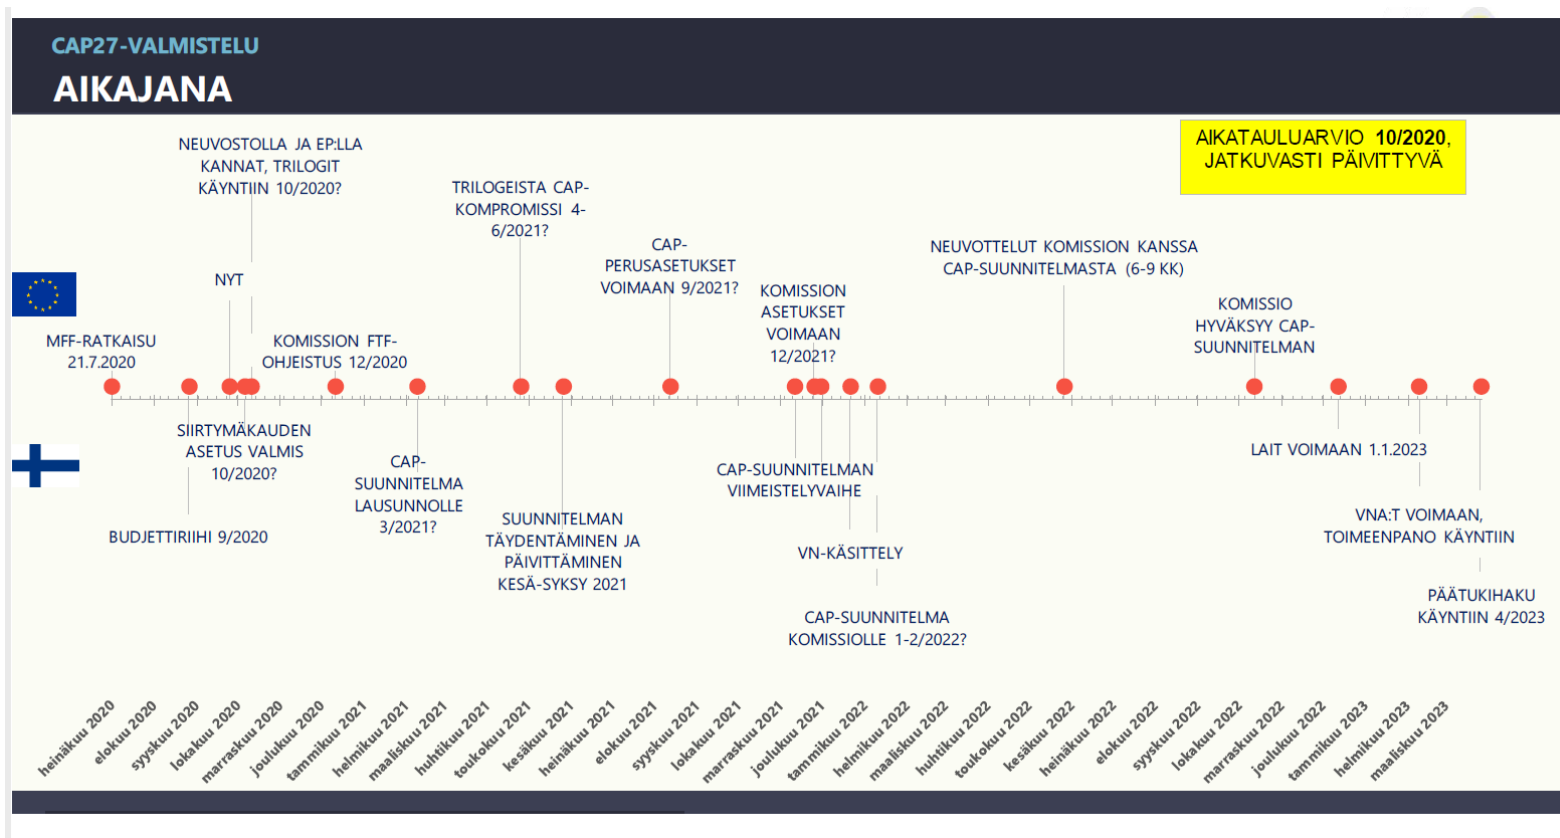 CAP27-VALMISTELU
AIKAJANA
AIKATAULUARVIO 10/2020,
JATKUVASTI PÄIVITTYVÄ
NEUVOSTOLLA JA EP:LLA
KANNAT, TRILOGIT
KÄYNTIIN 10/2020?
TRILOGEISTA CAP-
KOMPROMISSI 4-
6/2021?
CAP-
PERUSASETUKSET
VOIMAAN 9/2021?
NEUVOTTELUT KOMISSION KANSSA
CAP-SUUNNITELMASTA (6-9 KK)
NYT
KOMISSION
ASETUKSET
VOIMAAN
12/2021?
KOMISSIO
HYVÄKSYY CAP-
SUUNNITELMAN
MFF-RATKAISU
21.7.2020
KOMISSION FTF-
OHJEISTUS 12/2020
SIIRTYMÄKAUDEN
ASETUS VALMIS
10/2020?
BUDJETTIRIIHI 9/2020
CAP-
SUUNNITELMA
LAUSUNNOLLE
3/2021?
SUUNNITELMAN
TÄYDENTÄMINEN JA
PÄIVITTÄMINEN
KESÄ-SYKSY 2021
CAP-SUUNNITELMAN
VIIMEISTELYVAIHE
VN-KÄSITTELY
CAP-SUUNNITELMA
KOMISSIOLLE 1-2/2022?
LAIT VOIMAAN 1.1.2023
VNA:T VOIMAAN,
TOIMEENPANO KÄYNTIIN
PÄÄTUKIHAKU
KÄYNTIIN 4/2023
heinäkuu 2020
elokuu 2020
syyskuu 2020
lokakuu 2020
marraskuu 2020
joulukuu 2020
tammikuu 2021
helmikuu 2021
maaliskuu 2021
huhtikuu 2021
toukokuu 2021
kesäkuu 2021
heinäkuu 2021
elokuu 2021
syyskuu 2021
lokakuu 2021
marraskuu 2021
joulukuu 2021
tammikuu 2022
helmikuu 2022
maaliskuu 2022
huhtikuu 2022
toukokuu 2022
kesäkuu 2022
heinäkuu 2022
elokuu 2022
syyskuu 2022
lokakuu 2022
marraskuu 2022
joulukuu 2022
tammikuu 2023
helmikuu 2023
maaliskuu 2023